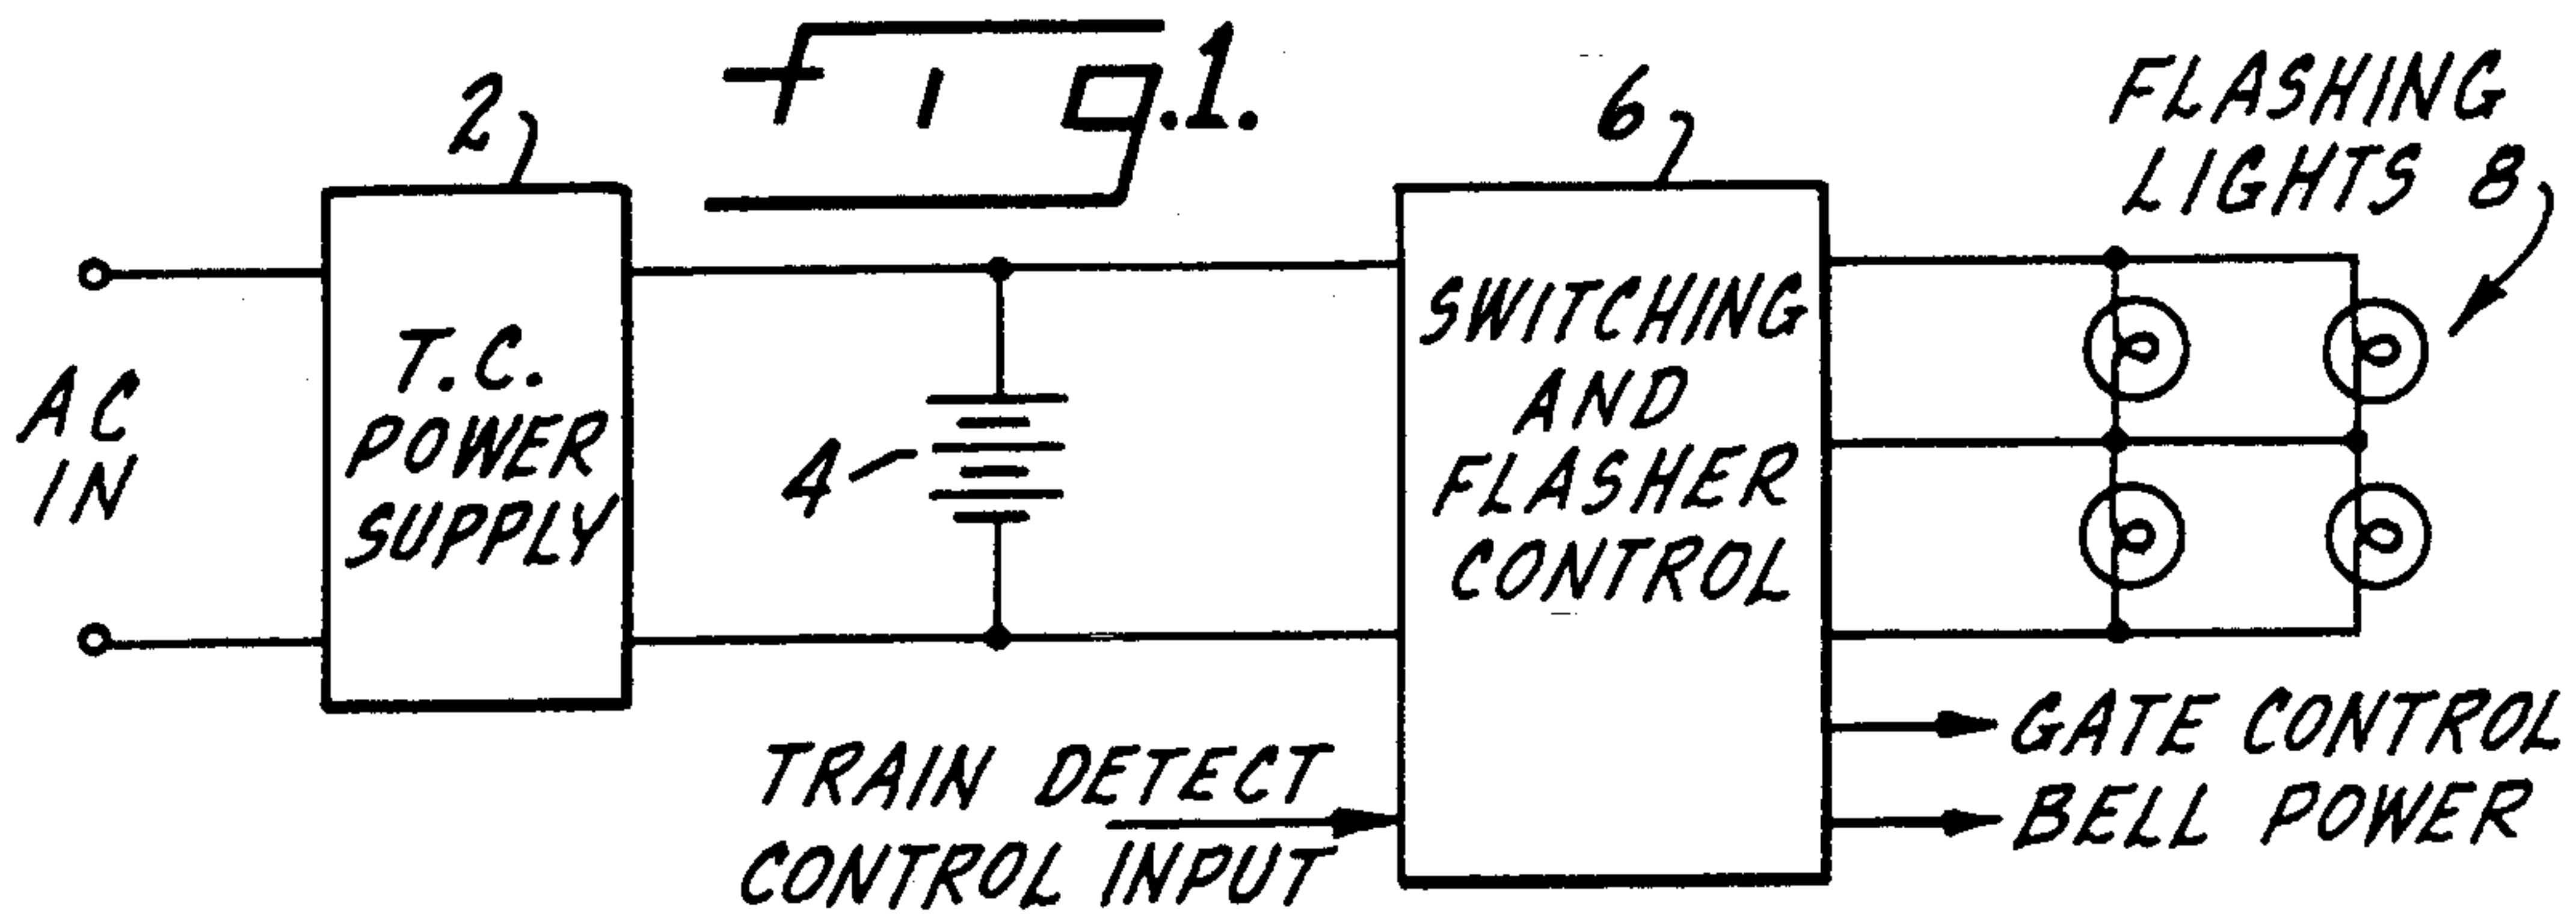 Fig.1.
2
6
FLASHING
LIGHTS 8
AC
IN
T.C.
POWER
SUPPLY
4
SWITCHING
AND
FLASHER
CONTROL
TRAIN DETECT
CONTROL INPUT
GATE CONTROL
BELL POWER